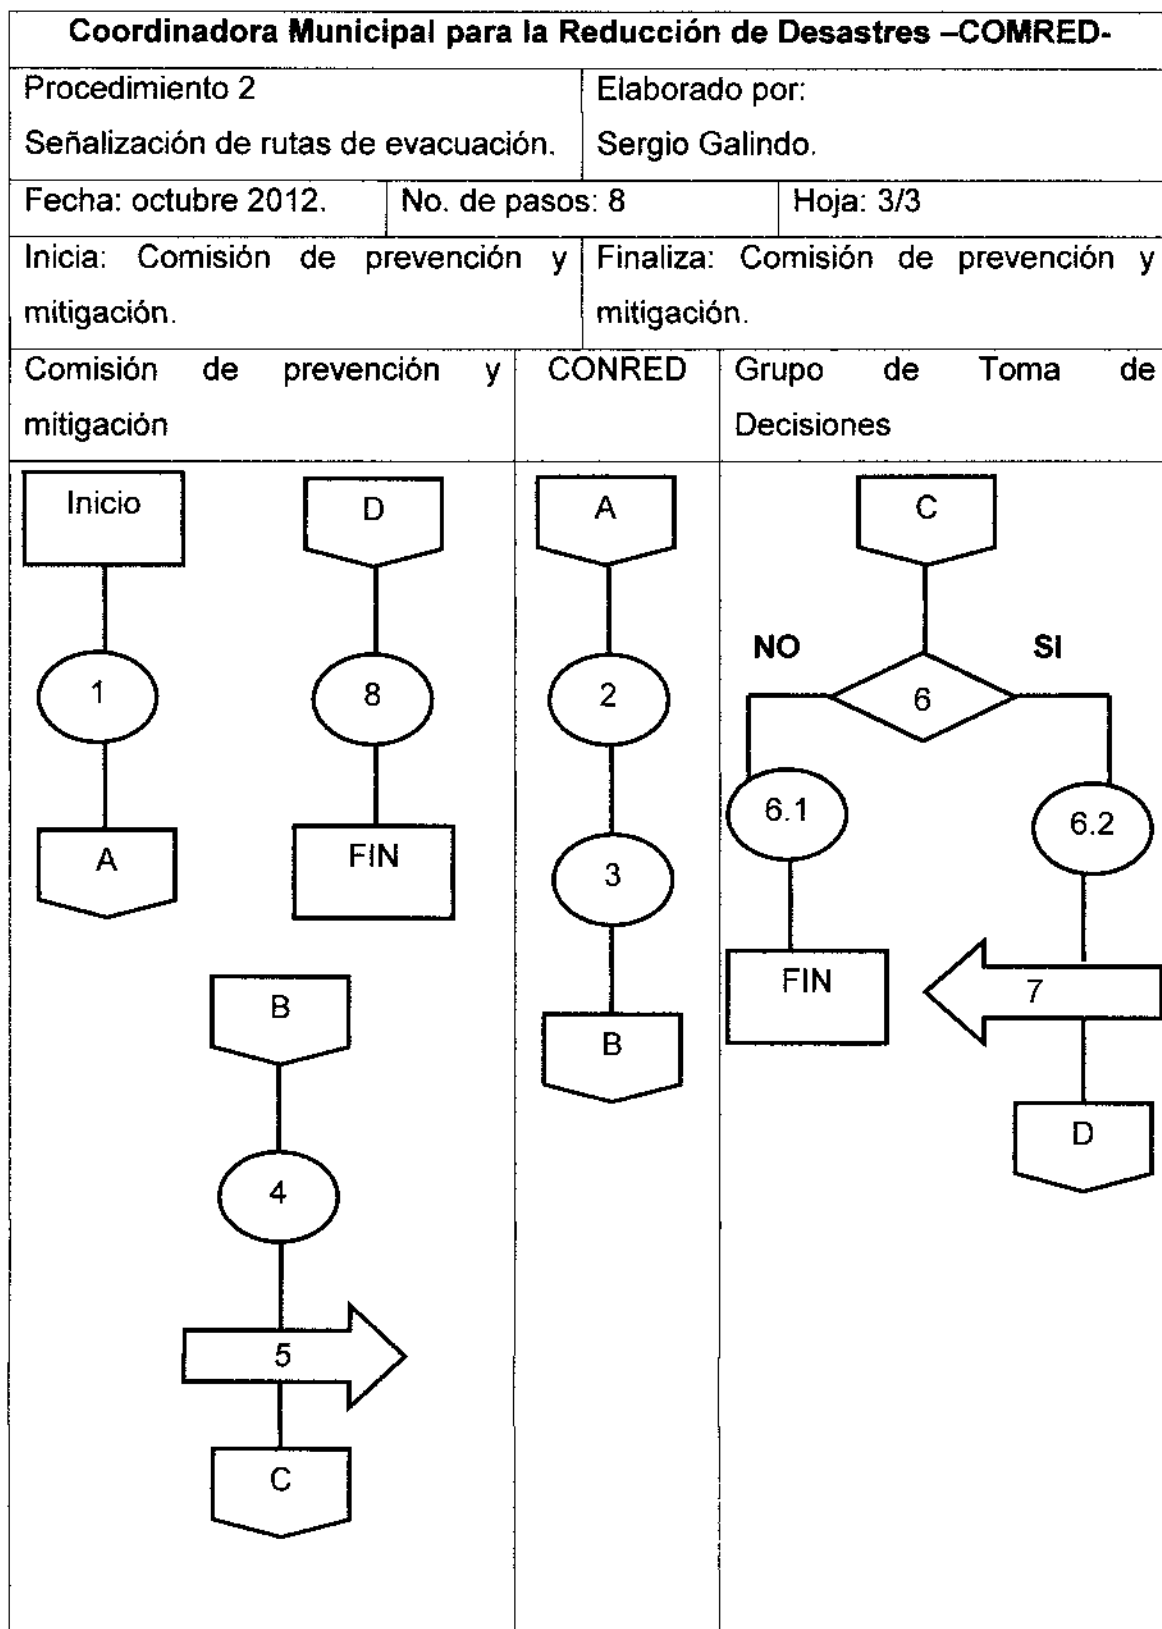 Coordinadora Municipal para la Reducción de Desastres –COMRED-
Procedimiento 2
Señalización de rutas de evacuación.
Elaborado por:
Sergio Galindo.
Fecha: octubre 2012.
No. de pasos: 8
Hoja: 3/3
Inicia: Comisión de prevención y
mitigación.
Finaliza: Comisión de prevención y
mitigación.
Comisión de prevención y
mitigación
CONRED
Grupo de Toma de
Decisiones
Inicio
1
A
D
8
FIN
B
4
5
C
A
2
3
B
C
NO
SI
6
6.1
6.2
FIN
7
D